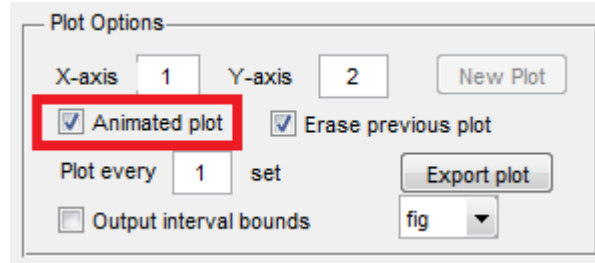 Plot Options
X-axis 1 Y-axis 2 New Plot
Animated plot Erase previous plot
Plot every 1 set Export plot
Output interval bounds fig